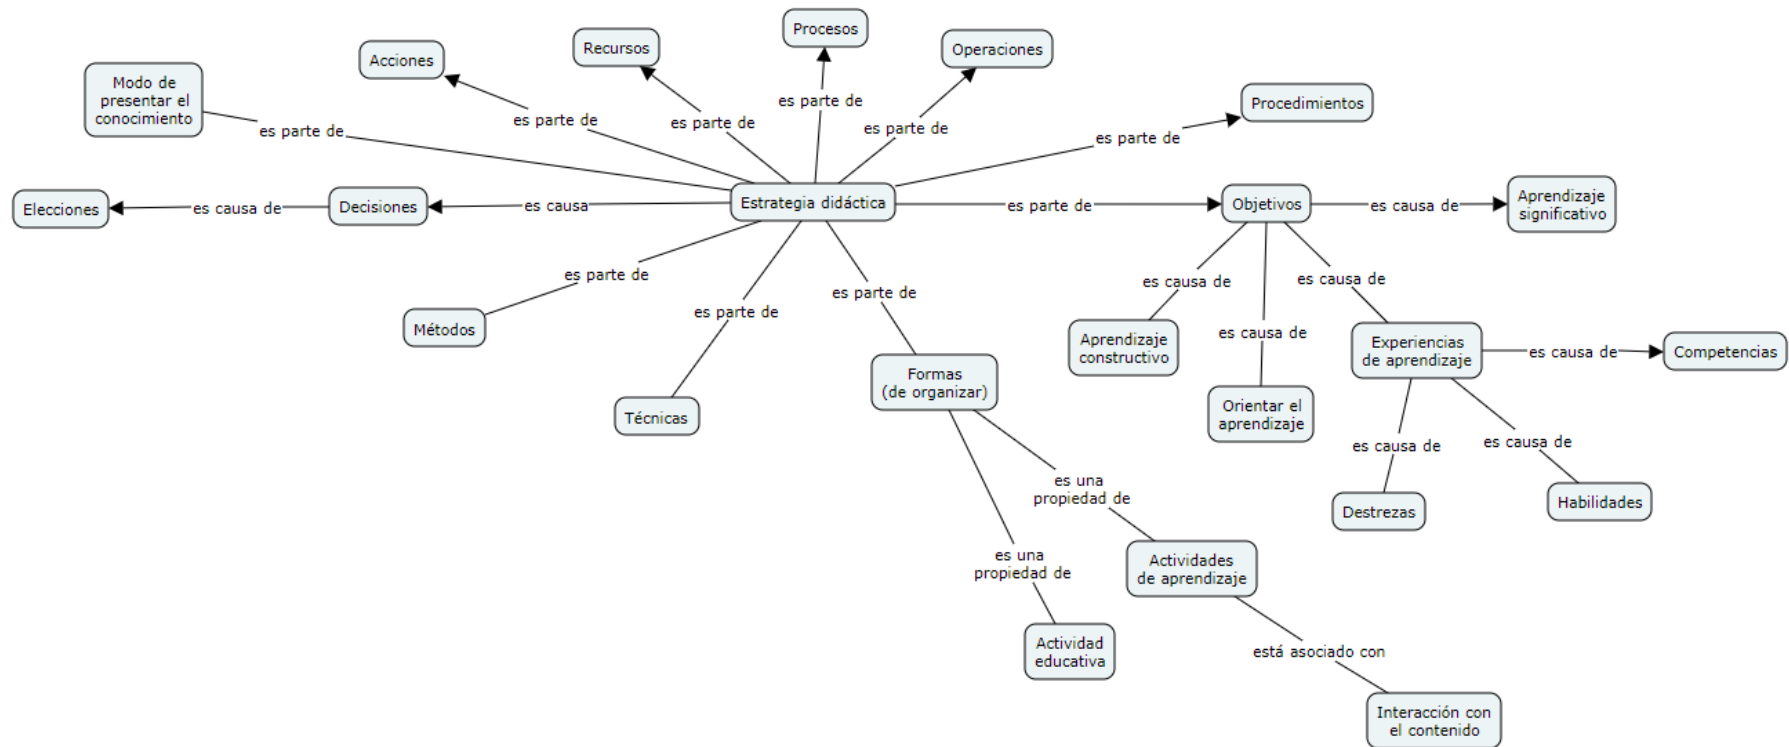 Procesos
Recursos
Operaciones
Acciones
Modo de
presentar el
conocimiento
Procedimientos
es parte de
es parte de
es parte de
es parte de
es parte de
es parte de
Elecciones
es causa de
Decisiones
es causa
Estrategia didáctica
es parte de
Objetivos
es causa de
Aprendizaje
significativo
es parte de
es parte de
es parte de
es causa de
es causa de
es causa de
Métodos
Técnicas
Formas
(de organizar)
Aprendizaje
constructivo
Orientar el
aprendizaje
Experiencias
de aprendizaje
es causa de
Competencias
es causa de
es causa de
Destrezas
Habilidades
es una
propiedad de
es una
propiedad de
Actividades
de aprendizaje
Actividad
educativa
está asociado con
Interacción con
el contenido